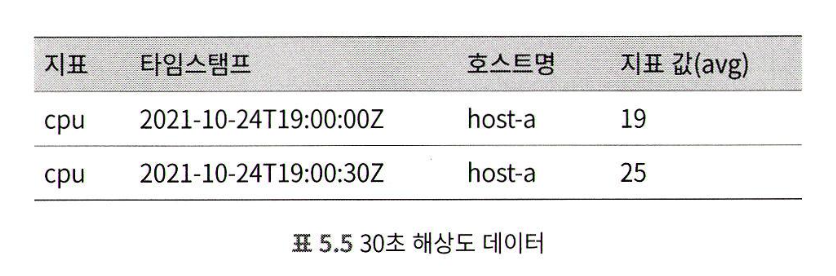 지표 타임스탬프 호스트명 지표 값(avg)
cpu 2021-10-24T19:00:00Z host-a 19
cpu 2021-10-24T19:00:30Z host-a 25
표 5.5 30초 해상도 데이터